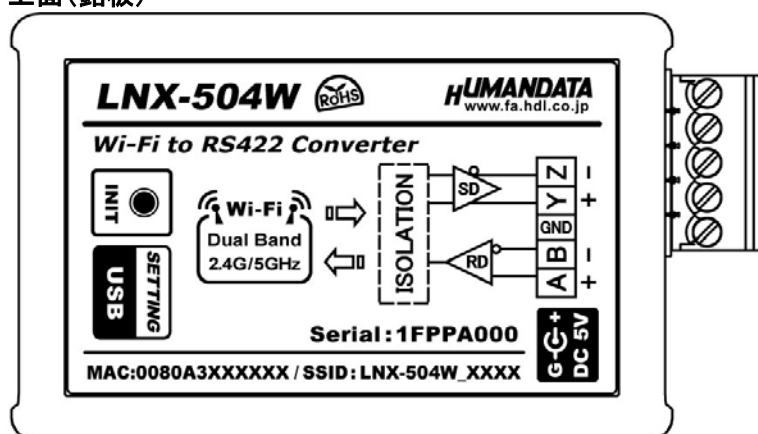 上面(銘板)
LNX-504W RoHS
HUMANDATA
www.fa.hdl.co.jp
Wi-Fi to RS422 Converter
INIT
SETTING
USB
Wi-Fi
Dual Band
2.4G/5GHz
ISOLATION
SD
RD
Z -
Y +
GND
B -
A +
G +
DC 5V
Serial:1FPPA000
MAC:0080A3XXXXXX / SSID:LNX-504W_XXXX